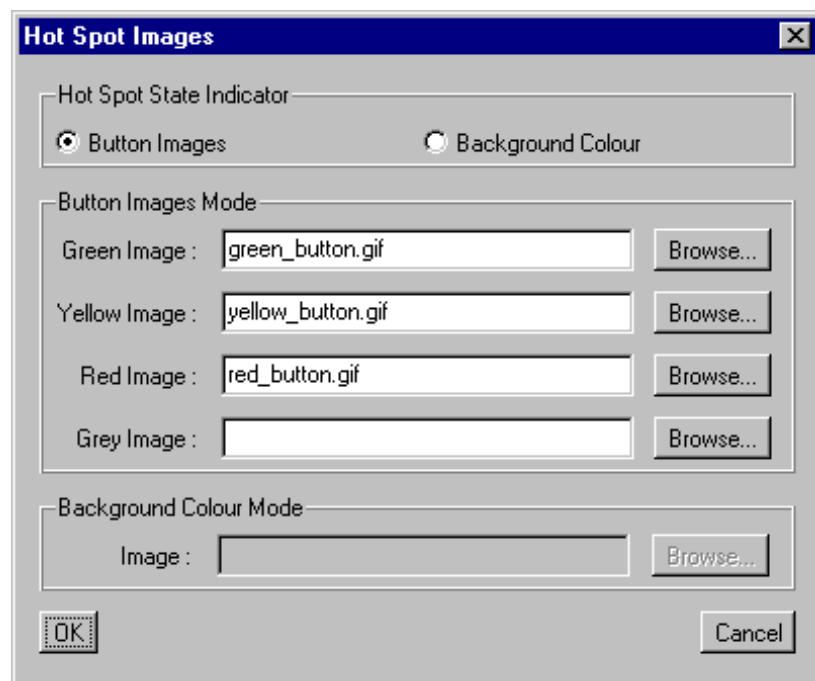 Hot Spot Images
Hot Spot State Indicator
Button Images
Background Colour
Button Images Mode
Green Image : green_button.gif Browse...
Yellow Image : yellow_button.gif Browse...
Red Image : red_button.gif Browse...
Grey Image : Browse...
Background Colour Mode
Image : Browse...
OK Cancel